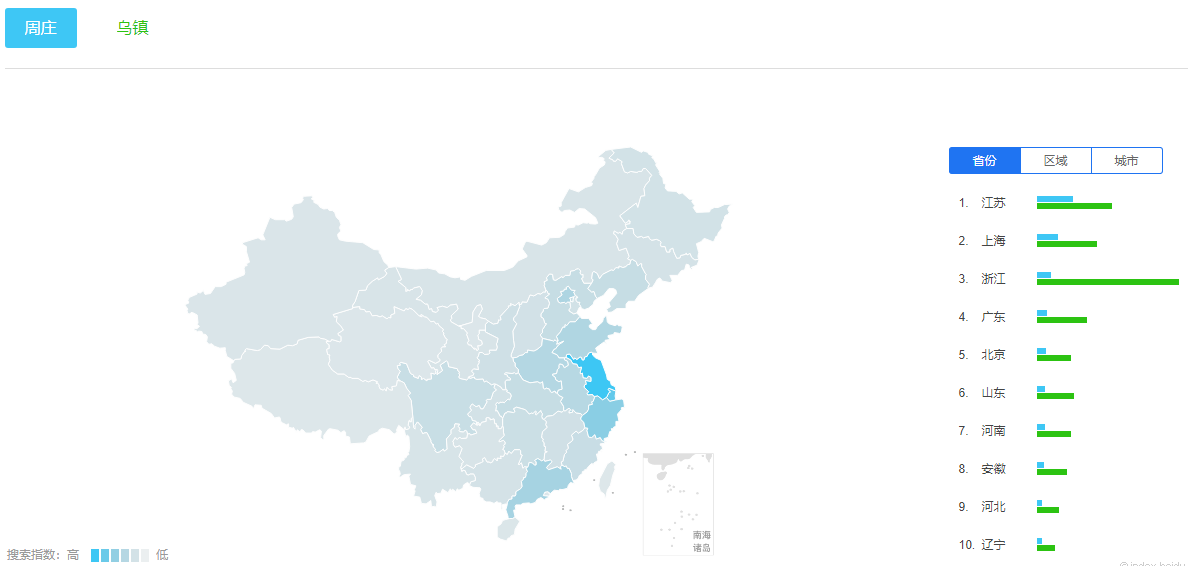 周庄 乌镇
省份 区域 城市
1. 江苏
2. 上海
3. 浙江
4. 广东
5. 北京
6. 山东
7. 河南
8. 安徽
9. 河北
10. 辽宁
南海
诸岛
搜索指数：高 低